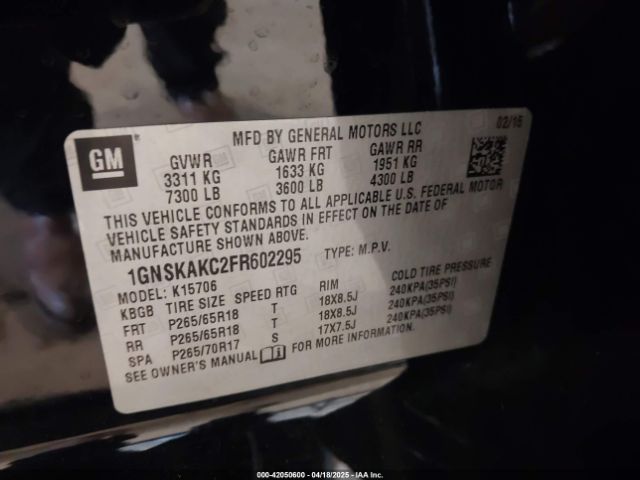 GM
MFD BY GENERAL MOTORS LLC
02/15
GVWR GAWR FRT GAWR RR
3311 KG 1633 KG 1951 KG
7300 LB 3600 LB 4300 LB
THIS VEHICLE CONFORMS TO ALL APPLICABLE U.S. FEDERAL MOTOR
VEHICLE SAFETY STANDARDS IN EFFECT ON THE DATE OF
MANUFACTURE SHOWN ABOVE.
1GNSKAKC2FR602295 TYPE: M.P.V.
MODEL: K15706
KBGB TIRE SIZE SPEED RTG RIM COLD TIRE PRESSURE
FRT P265/65R18 T 18X8.5J 240KPA(35PSI)
RR P265/65R18 T 18X8.5J 240KPA(35PSI)
SPA P265/70R17 S 17X7.5J 240KPA(35PSI)
SEE OWNER'S MANUAL FOR MORE INFORMATION.
000-42050600 - 04/18/2025 - Copyright IAA, Inc.